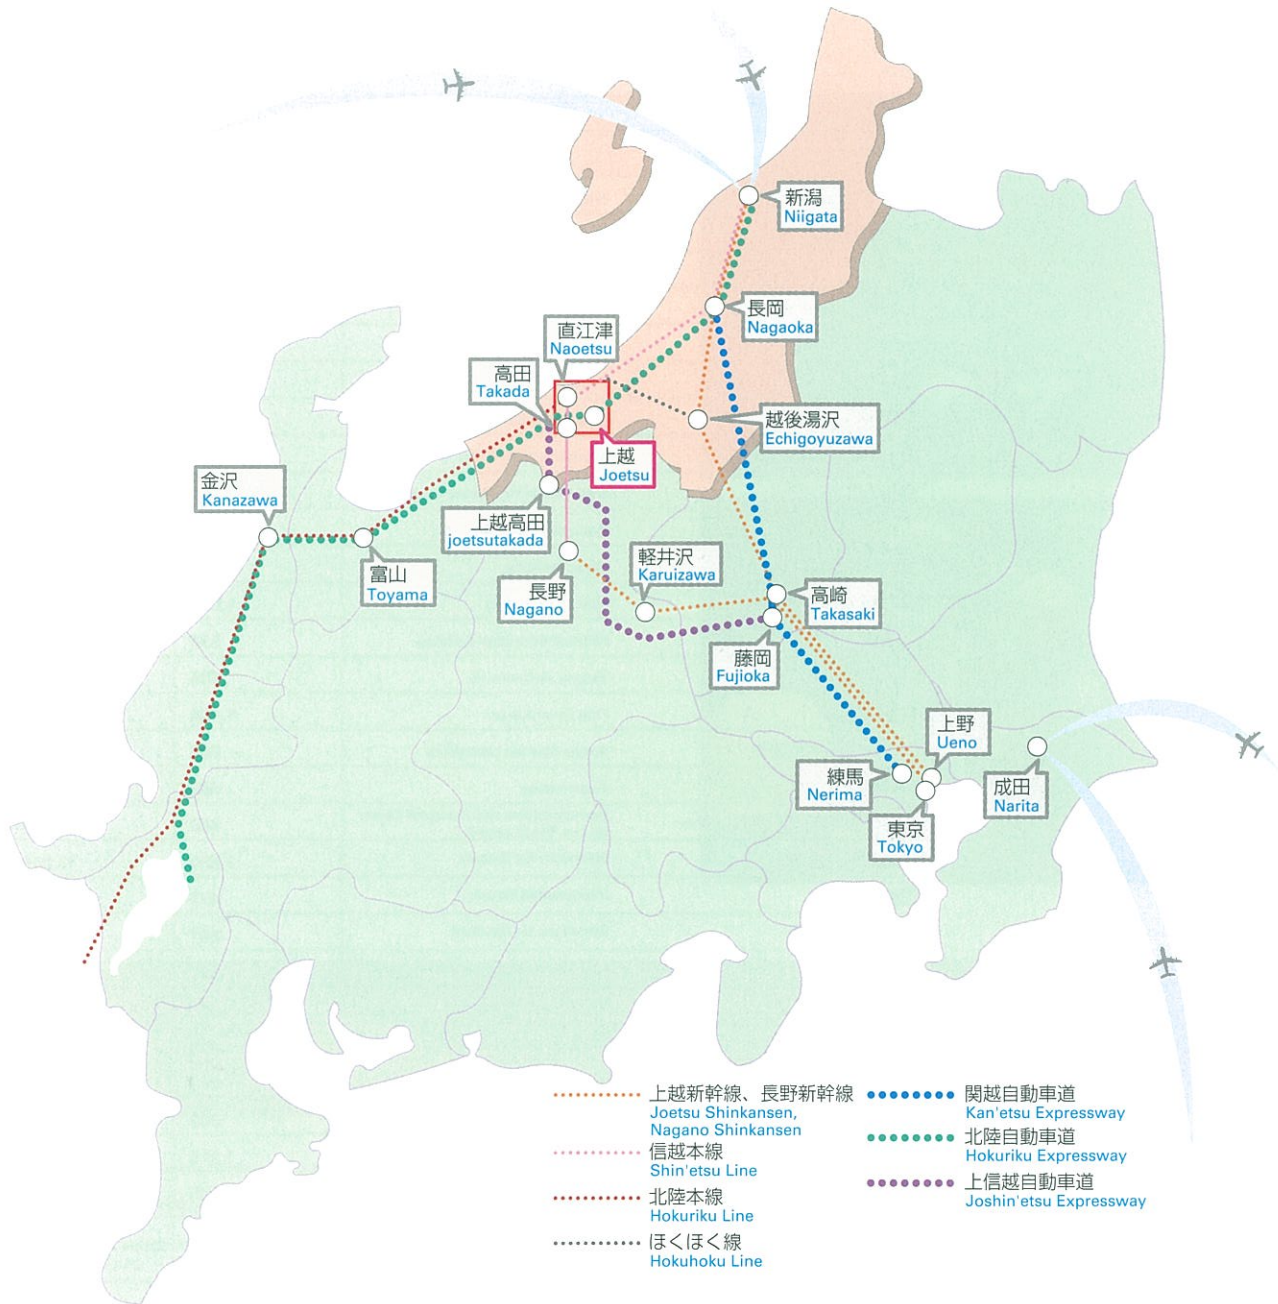 新潟
Niigata
長岡
Nagaoka
直江津
Naoetsu
高田
Takada
越後湯沢
Echigoyuzawa
上越
Joetsu
金沢
Kanazawa
上越高田
joetsutakada
富山
Toyama
長野
Nagano
軽井沢
Karuizawa
高崎
Takasaki
藤岡
Fujioka
上野
Ueno
練馬
Nerima
成田
Narita
東京
Tokyo
上越新幹線、長野新幹線
Joetsu Shinkansen,
Nagano Shinkansen
信越本線
Shin'etsu Line
北陸本線
Hokuriku Line
ほくほく線
Hokuhoku Line
関越自動車道
Kan'etsu Expressway
北陸自動車道
Hokuriku Expressway
上信越自動車道
Joshin'etsu Expressway